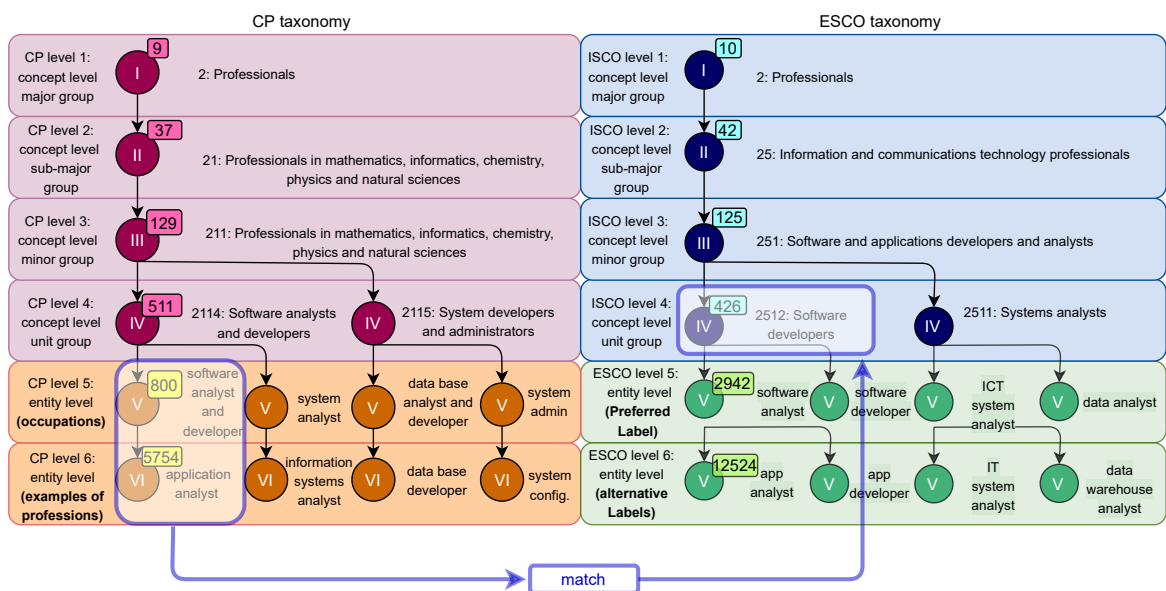 CP taxonomy
CP level 1:
concept level
major group
I
9
2: Professionals
CP level 2:
concept level
sub-major
group
II
37
21: Professionals in mathematics, informatics, chemistry,
physics and natural sciences
CP level 3:
concept level
minor group
III
129
211: Professionals in mathematics, informatics, chemistry,
physics and natural sciences
CP level 4:
concept level
unit group
IV
511
2114: Software analysts
and developers
IV
2115: System developers
and administrators
CP level 5:
entity level
(occupations)
V
800
software
analyst
and
developer
V
system
analyst
V
data base
analyst and
developer
V
system
admin
CP level 6:
entity level
(examples of
professions)
VI
5754
application
analyst
VI
information
systems
analyst
VI
data base
developer
VI
system
config.
ESCO taxonomy
ISCO level 1:
concept level
major group
I
10
2: Professionals
ISCO level 2:
concept level
sub-major
group
II
42
25: Information and communications technology professionals
ISCO level 3:
concept level
minor group
III
125
251: Software and applications developers and analysts
ISCO level 4:
concept level
unit group
IV
426
2512: Software
developers
IV
2511: Systems analysts
ESCO level 5:
entity level
(Preferred
Label)
V
2942
software
analyst
V
software
developer
V
ICT
system
analyst
V
data analyst
ESCO level 6:
entity level
(alternative
Labels)
V
12524
app
analyst
V
app
developer
V
IT
system
analyst
V
data
warehouse
analyst
match